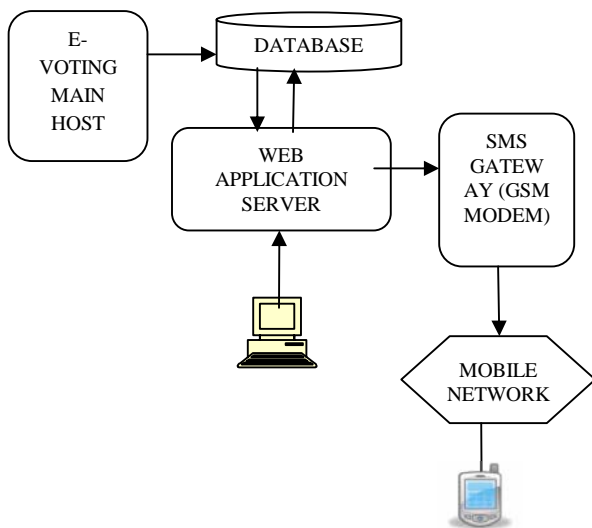 E-
VOTING
MAIN
HOST
DATABASE
WEB
APPLICATION
SERVER
SMS
GATEW
AY (GSM
MODEM)
MOBILE
NETWORK